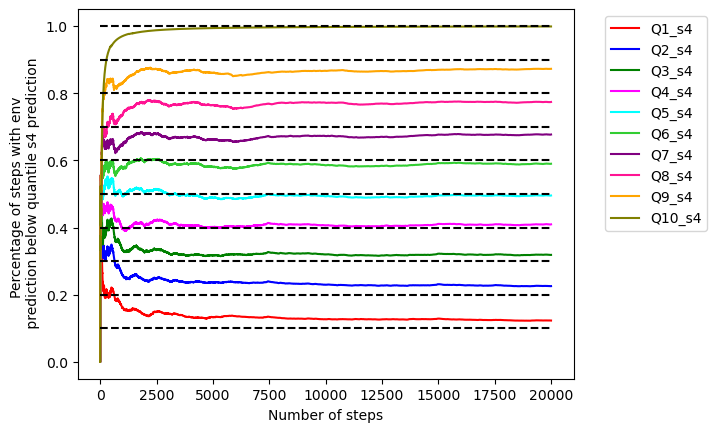 Percentage of steps with env
prediction below quantile s4 prediction
1.0
0.8
0.6
0.4
0.2
0.0
0
2500
5000
7500
10000
12500
15000
17500
20000
Number of steps
Q1_s4
Q2_s4
Q3_s4
Q4_s4
Q5_s4
Q6_s4
Q7_s4
Q8_s4
Q9_s4
Q10_s4